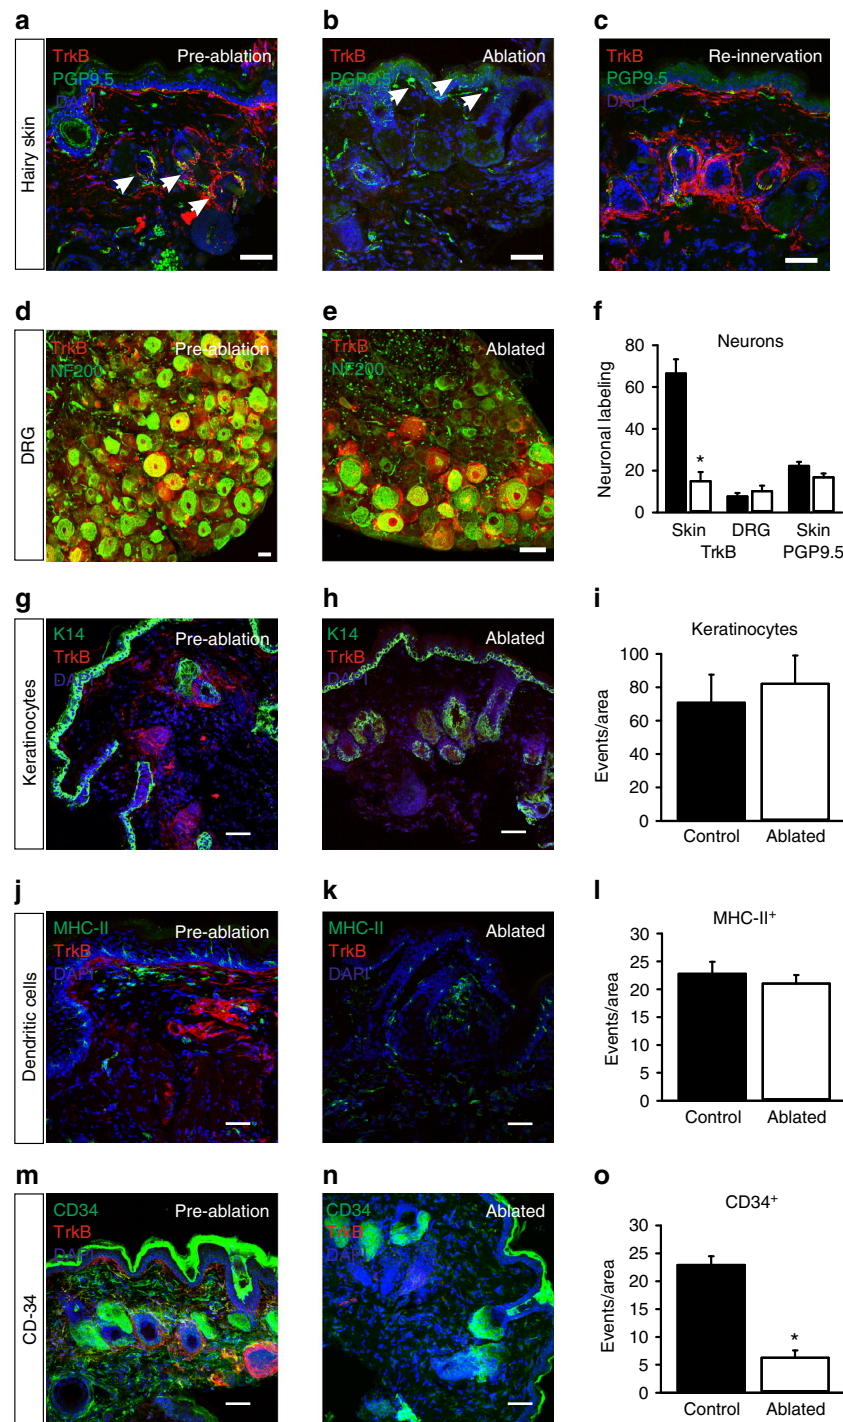 a
b
c
Hairy skin
TrkB
PGP9.5
DAPI
Pre-ablation
TrkB
PGP9.5
DAPI
Ablation
TrkB
PGP9.5
DAPI
Re-innervation
d
e
f
DRG
TrkB
NF200
Pre-ablation
TrkB
NF200
Ablated
Neurons
Neuronal labeling
80
60
40
20
0
*
Skin DRG Skin
TrkB PGP9.5
g
h
i
Keratinocytes
K14
TrkB
DAPI
Pre-ablation
K14
TrkB
DAPI
Ablated
Keratinocytes
Events/area
100
80
60
40
20
0
Control Ablated
j
k
l
Dendritic cells
MHC-II
TrkB
DAPI
Pre-ablation
MHC-II
TrkB
DAPI
Ablated
MHC-II⁺
Events/area
30
25
20
15
10
5
0
Control Ablated
m
n
o
CD-34
CD34
TrkB
DAPI
Pre-ablation
CD34
TrkB
DAPI
Ablated
CD34⁺
Events/area
30
25
20
15
10
5
0
*
Control Ablated